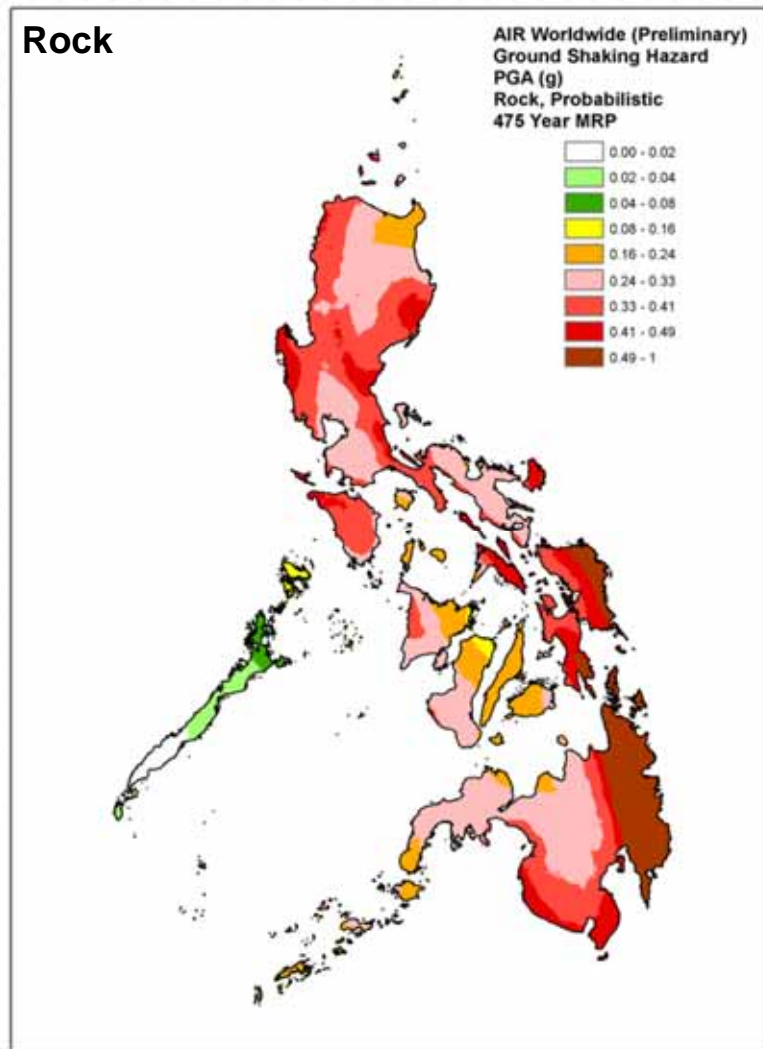 Rock
AIR Worldwide (Preliminary)
Ground Shaking Hazard
PGA (g)
Rock, Probabilistic
475 Year MRP
0.00 - 0.02
0.02 - 0.04
0.04 - 0.08
0.08 - 0.16
0.16 - 0.24
0.24 - 0.33
0.33 - 0.41
0.41 - 0.49
0.49 - 1